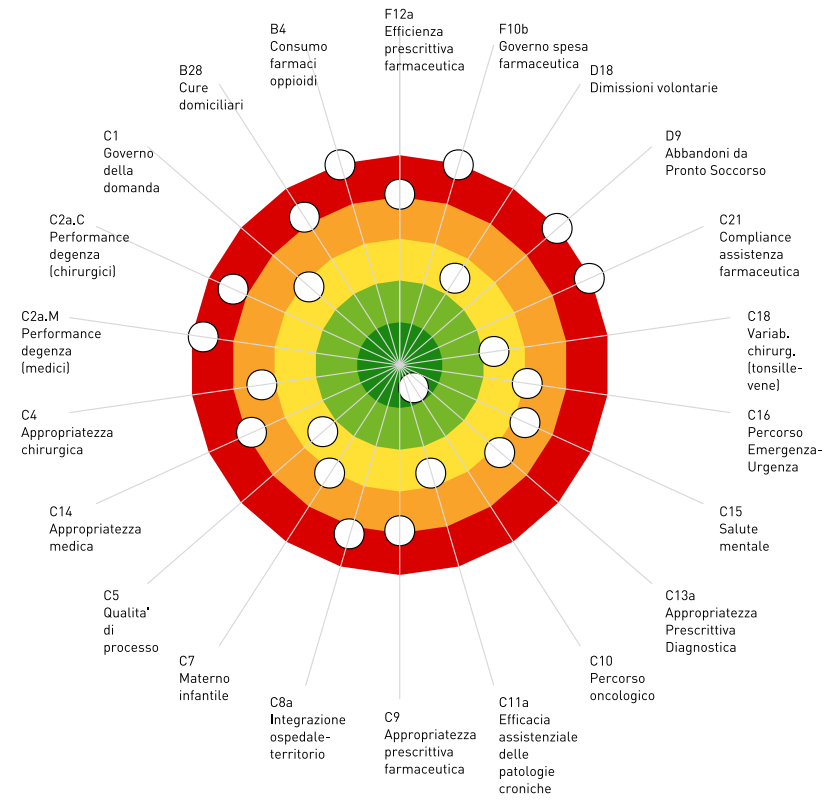 F12a
Efficienza
prescrittiva
farmaceutica
F10b
Governo spesa
farmaceutica
D18
Dimissioni volontarie
D9
Abbandoni da
Pronto Soccorso
C21
Compliance
assistenza
farmaceutica
C18
Variab.
chirurg.
(tonsille-
vene)
C16
Percorso
Emergenza-
Urgenza
C15
Salute
mentale
C13a
Appropriatezza
Prescrittiva
Diagnostica
C10
Percorso
oncologico
C11a
Efficacia
assistenziale
delle
patologie
croniche
C9
Appropriatezza
prescrittiva
farmaceutica
C8a
Integrazione
ospedale-
territorio
C7
Materno
infantile
C5
Qualita'
di
processo
C14
Appropriatezza
medica
C4
Appropriatezza
chirurgica
C2a.M
Performance
degenza
(medici)
C2a.C
Performance
degenza
(chirurgici)
C1
Governo
della
domanda
B28
Cure
domiciliari
B4
Consumo
farmaci
oppioidi